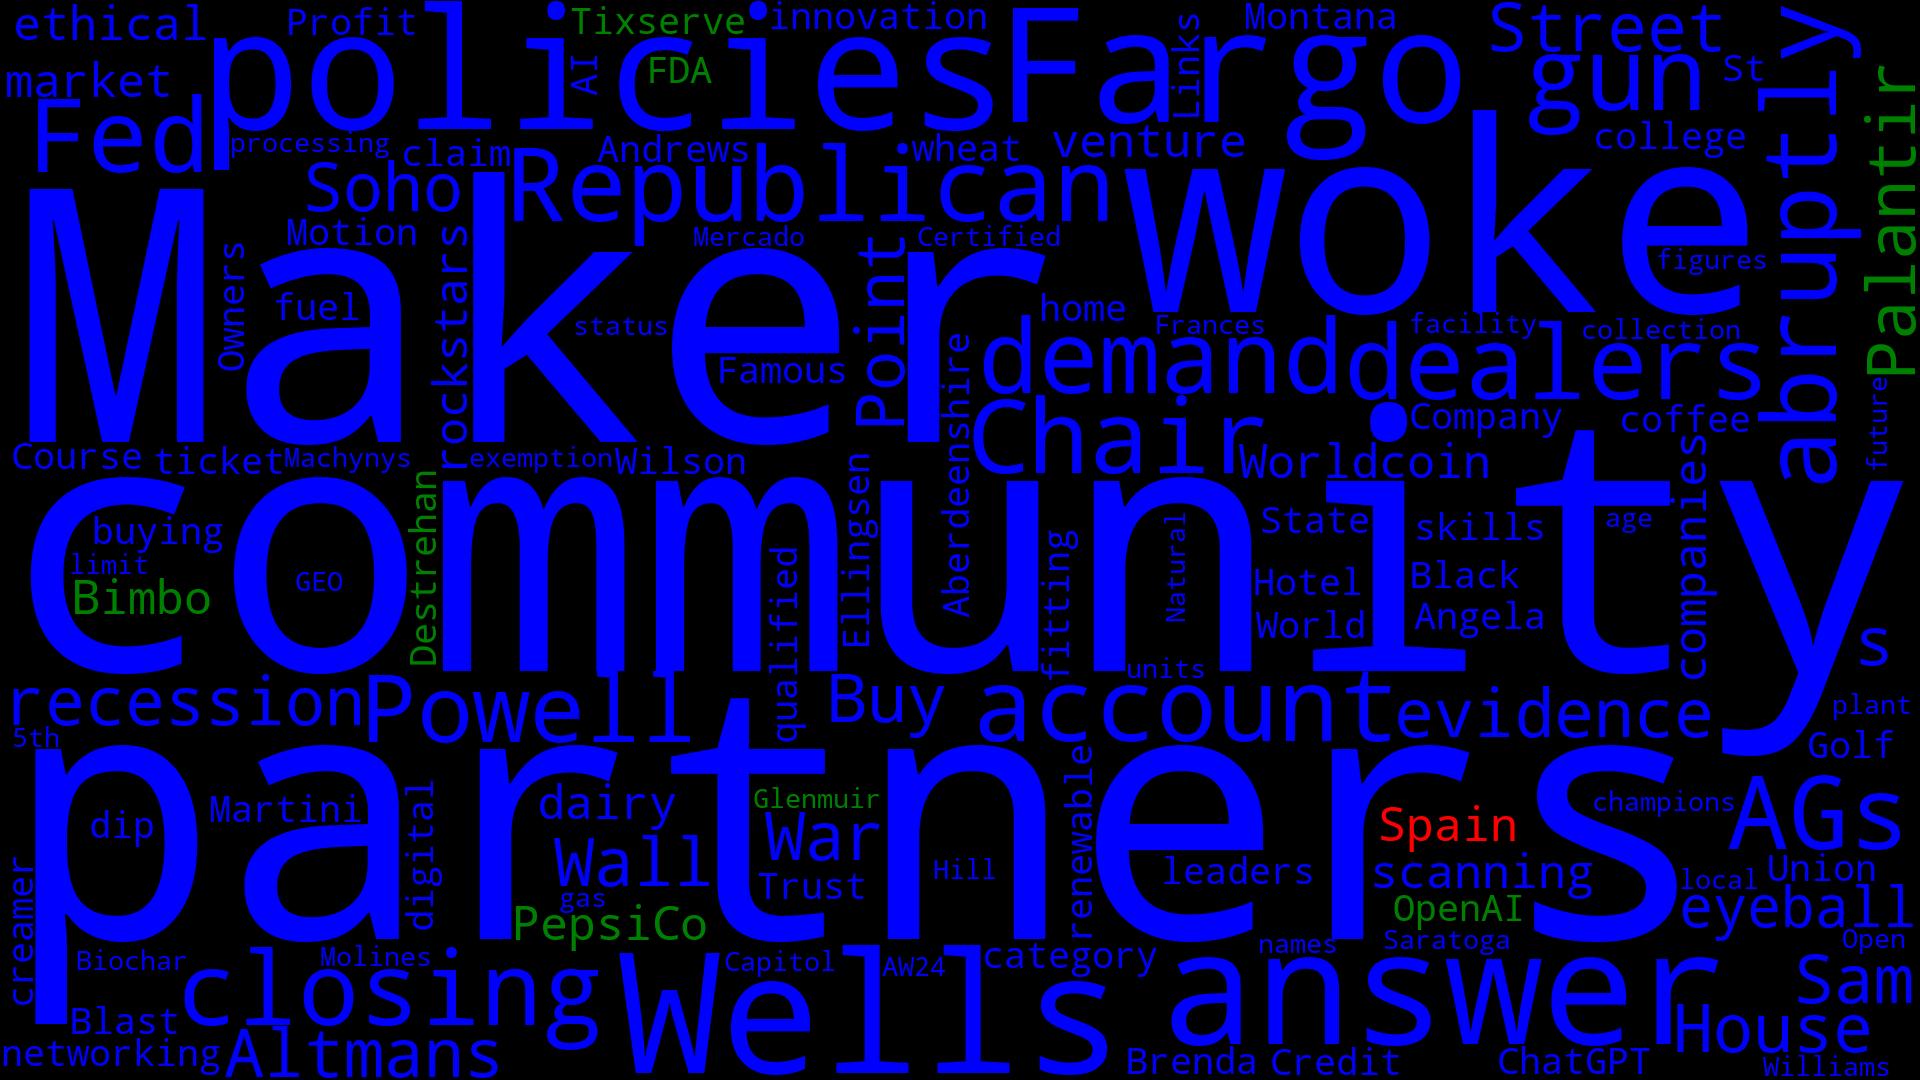 ethical
Profit
policies
Tixserve
innovation
Fargo
Montana
Street
market
AI
FDA
Links
gun
St
abruptly
Palantir
Fed
processing
claim
Andrews
wheat
venture
college
Soho
Republican
woke
Motion
Mercado
Certified
figures
Maker
Owners
fuel
rockstars
status
Famous
Point
home
Frances
facility
collection
demand
dealers
Aberdeenshire
Chair
Company
coffee
future
Course
ticket
Machynys
exemption
Wilson
Worldcoin
community
Destrehan
buying
limit
Bimbo
GEO
qualified
Ellingsen
fitting
Natural
State
skills
age
Hotel
Black
World
Angela
companies
s
recession
Powell
Buy
units
account
evidence
plant
5th
Golf
partners
dip
Martini
digital
dairy
Glenmuir
War
Wall
Trust
gas
PepsiCo
Hill
renewable
leaders
Spain
scanning
OpenAI
champions
AGs
local
Union
eyeball
creamer
Biochar
Molines
closing
Wells
Capitol
AW24
category
names
Saratoga
answer
Open
Sam
Blast
House
networking
Altmans
Brenda
Credit
ChatGPT
Williams